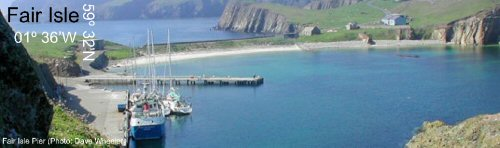 Fair Isle
01° 36'W
59° 32'N
Fair Isle Pier (Photo: Dave Wheeler)